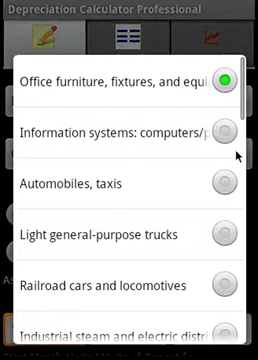 Depreciation Calculator Professional
Office furniture, fixtures, and equi
Information systems: computers/p
Automobiles, taxis
Light general-purpose trucks
Railroad cars and locomotives
Industrial steam and electric distri